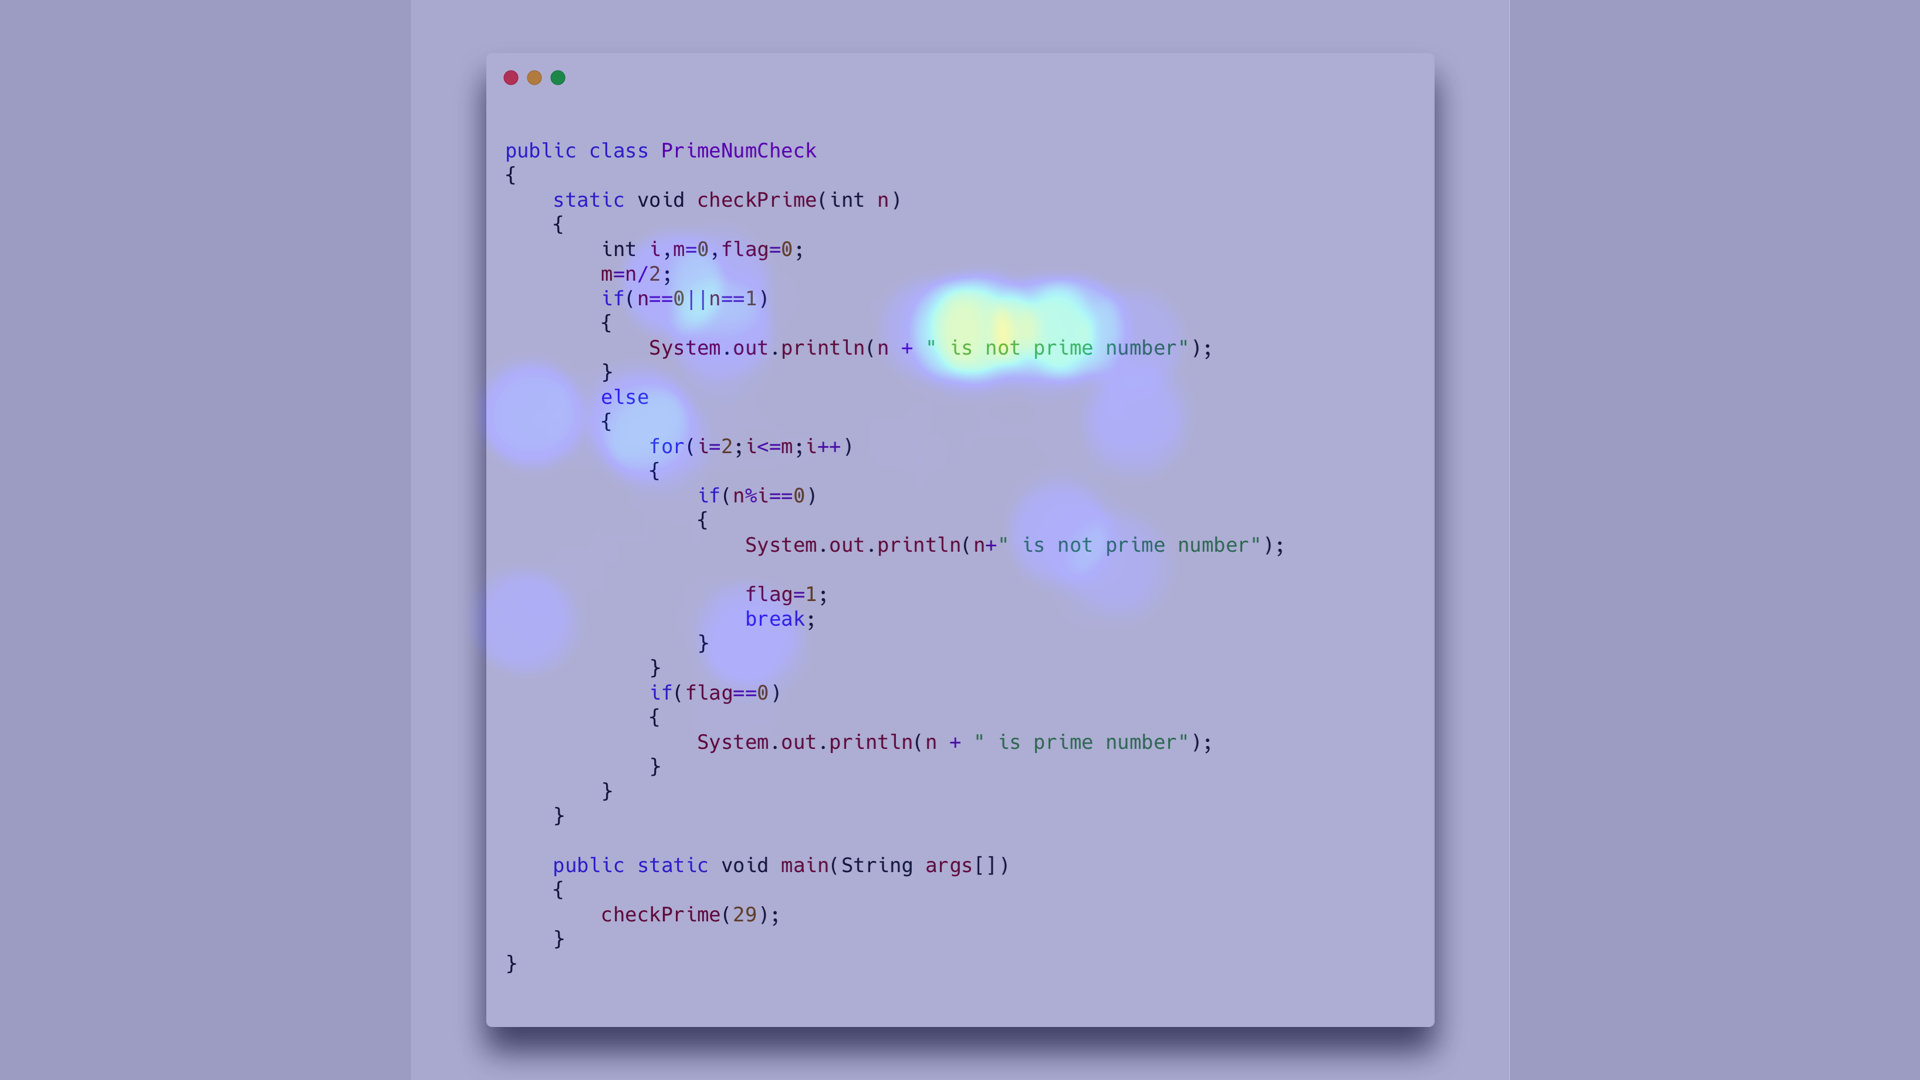 public class PrimeNumCheck
{
    static void checkPrime(int n)
    {
        int i,m=0,flag=0;
        m=n/2;
        if(n==0||n==1)
        {
            System.out.println(n + " is not prime number");
        }
        else
        {
            for(i=2;i<=m;i++)
            {
                if(n%i==0)
                {
                    System.out.println(n+" is not prime number");

                    flag=1;
                    break;
                }
            }
            if(flag==0)
            {
                System.out.println(n + " is prime number");
            }
        }
    }

    public static void main(String args[])
    {
        checkPrime(29);
    }
}